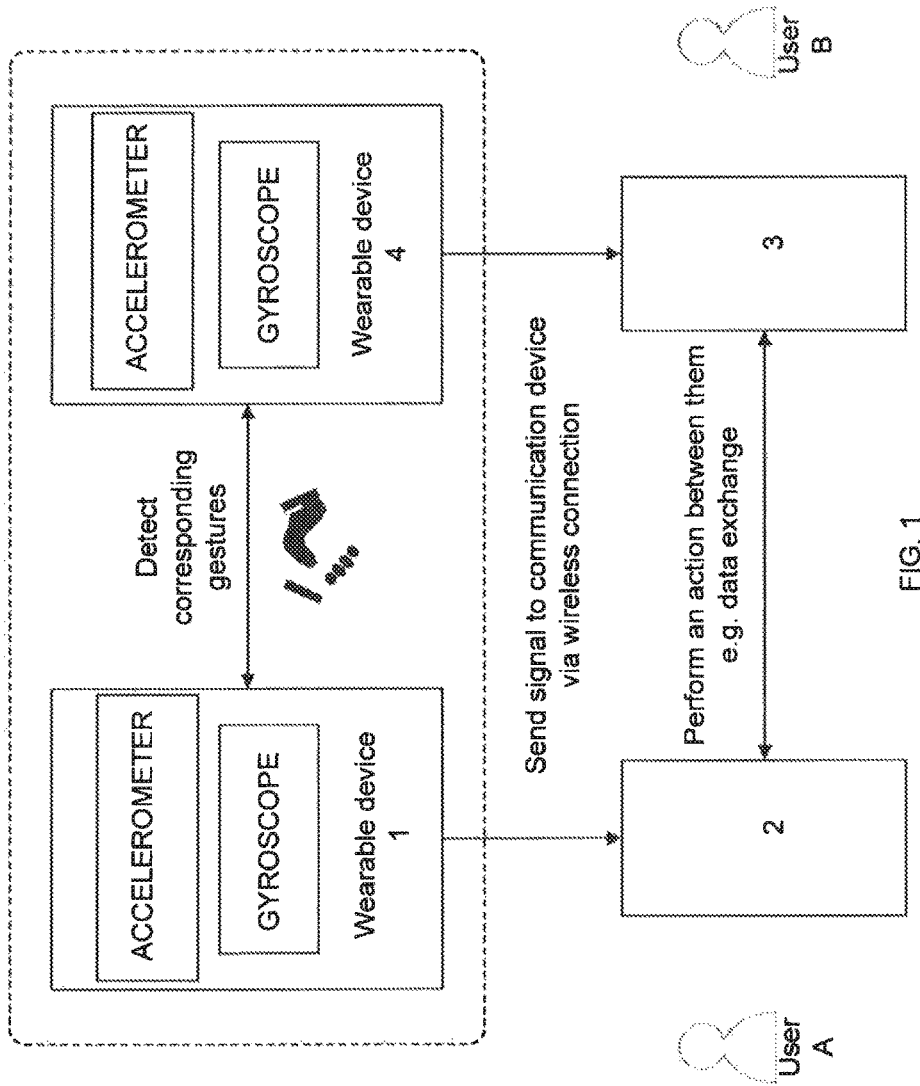 ACCELEROMETER
GYROSCOPE
Wearable device
1
Detect
corresponding
gestures
ACCELEROMETER
GYROSCOPE
Wearable device
4
Send signal to communication device
via wireless connection
2
Perform an action between them
e.g. data exchange
3
User
A
User
B
FIG. 1